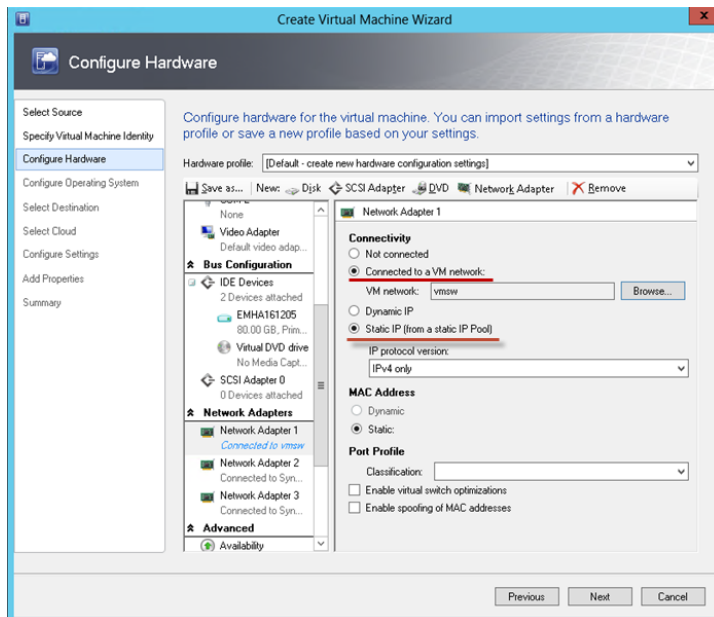 Create Virtual Machine Wizard
x
Configure Hardware
Select Source
Specify Virtual Machine Identity
Configure Hardware
Configure Operating System
Select Destination
Select Cloud
Configure Settings
Add Properties
Summary
Configure hardware for the virtual machine. You can import settings from a hardware
profile or save a new profile based on your settings.
Hardware profile: [Default - create new hardware configuration settings]
Save as... New: Disk SCSI Adapter DVD Network Adapter Remove
None
Video Adapter
Default video adap...
Bus Configuration
IDE Devices
2 Devices attached
EMHA161205
80.00 GB, Prim...
Virtual DVD drive
No Media Capt...
SCSI Adapter 0
0 Devices attached
Network Adapters
Network Adapter 1
Connected to vmsw
Network Adapter 2
Connected to Syn...
Network Adapter 3
Connected to Syn...
Advanced
Availability
Network Adapter 1
Connectivity
Not connected
Connected to a VM network:
VM network: vmsw Browse...
Dynamic IP
Static IP (from a static IP Pool)
IP protocol version:
IPv4 only
MAC Address
Dynamic
Static:
Port Profile
Classification:
Enable virtual switch optimizations
Enable spoofing of MAC addresses
Previous Next Cancel